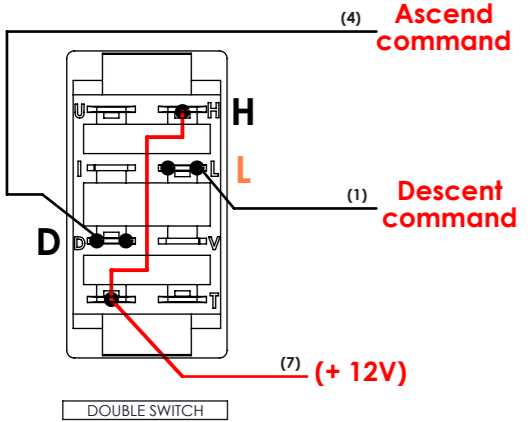 (4) Ascend
command
U H H
I L L
(1) Descent
command
D D V
T
(7) (+ 12V)
DOUBLE SWITCH